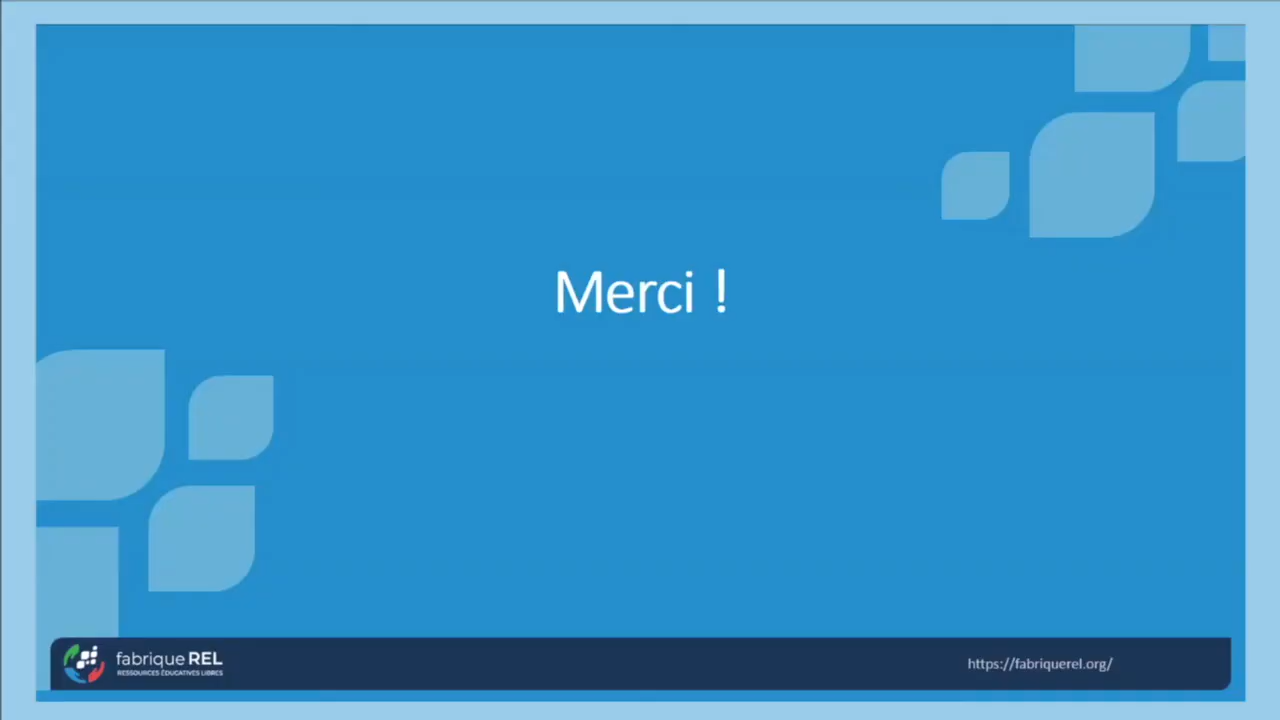 Merci !
fabrique REL
RESSOURCES ÉDUCATIVES LIBRES
https://fabriquerel.org/